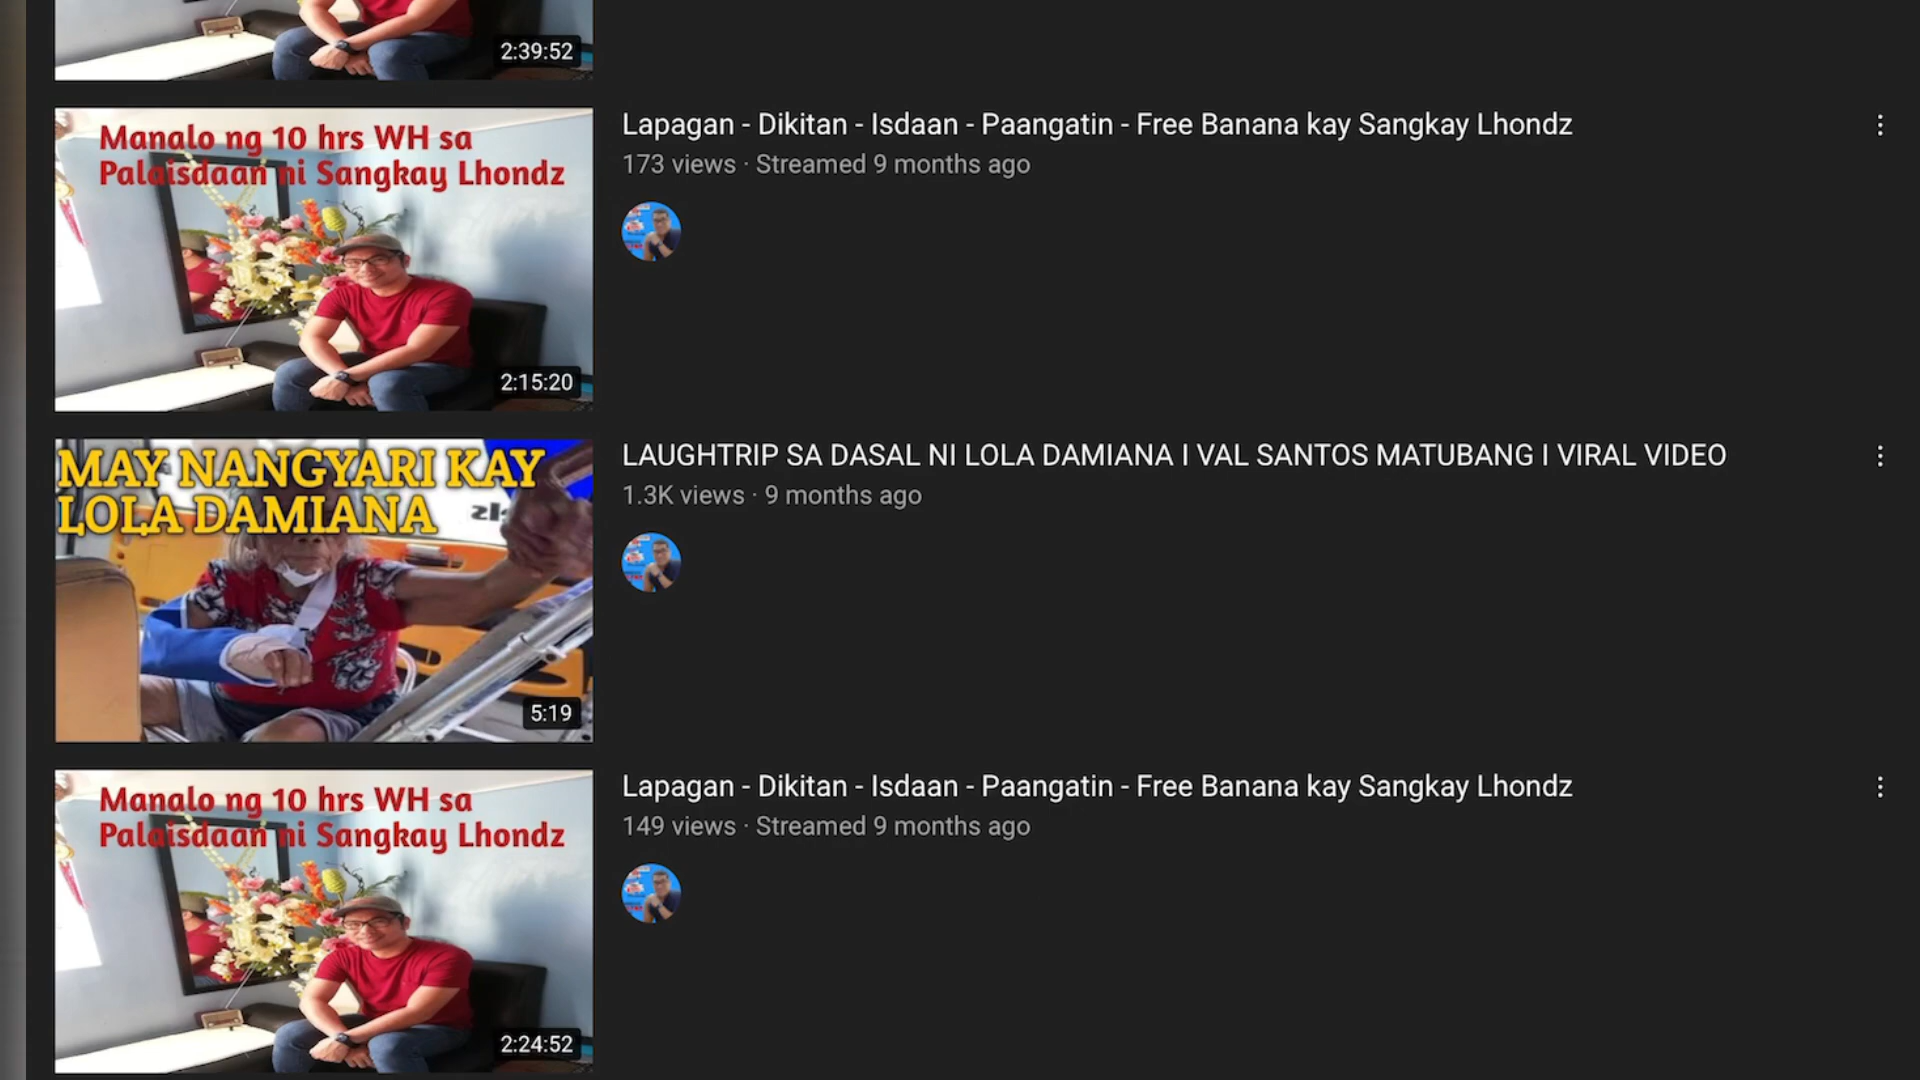 2:39:52
Manalo ng 10 hrs WH sa
Palaisdaan ni Sangkay Lhondz
2:15:20
Lapagan - Dikitan - Isdaan - Paangatin - Free Banana kay Sangkay Lhondz
173 views · Streamed 9 months ago
MAY NANGYARI KAY
LOLA DAMIANA
5:19
LAUGHTRIP SA DASAL NI LOLA DAMIANA I VAL SANTOS MATUBANG I VIRAL VIDEO
1.3K views · 9 months ago
Manalo ng 10 hrs WH sa
Palaisdaan ni Sangkay Lhondz
2:24:52
Lapagan - Dikitan - Isdaan - Paangatin - Free Banana kay Sangkay Lhondz
149 views · Streamed 9 months ago